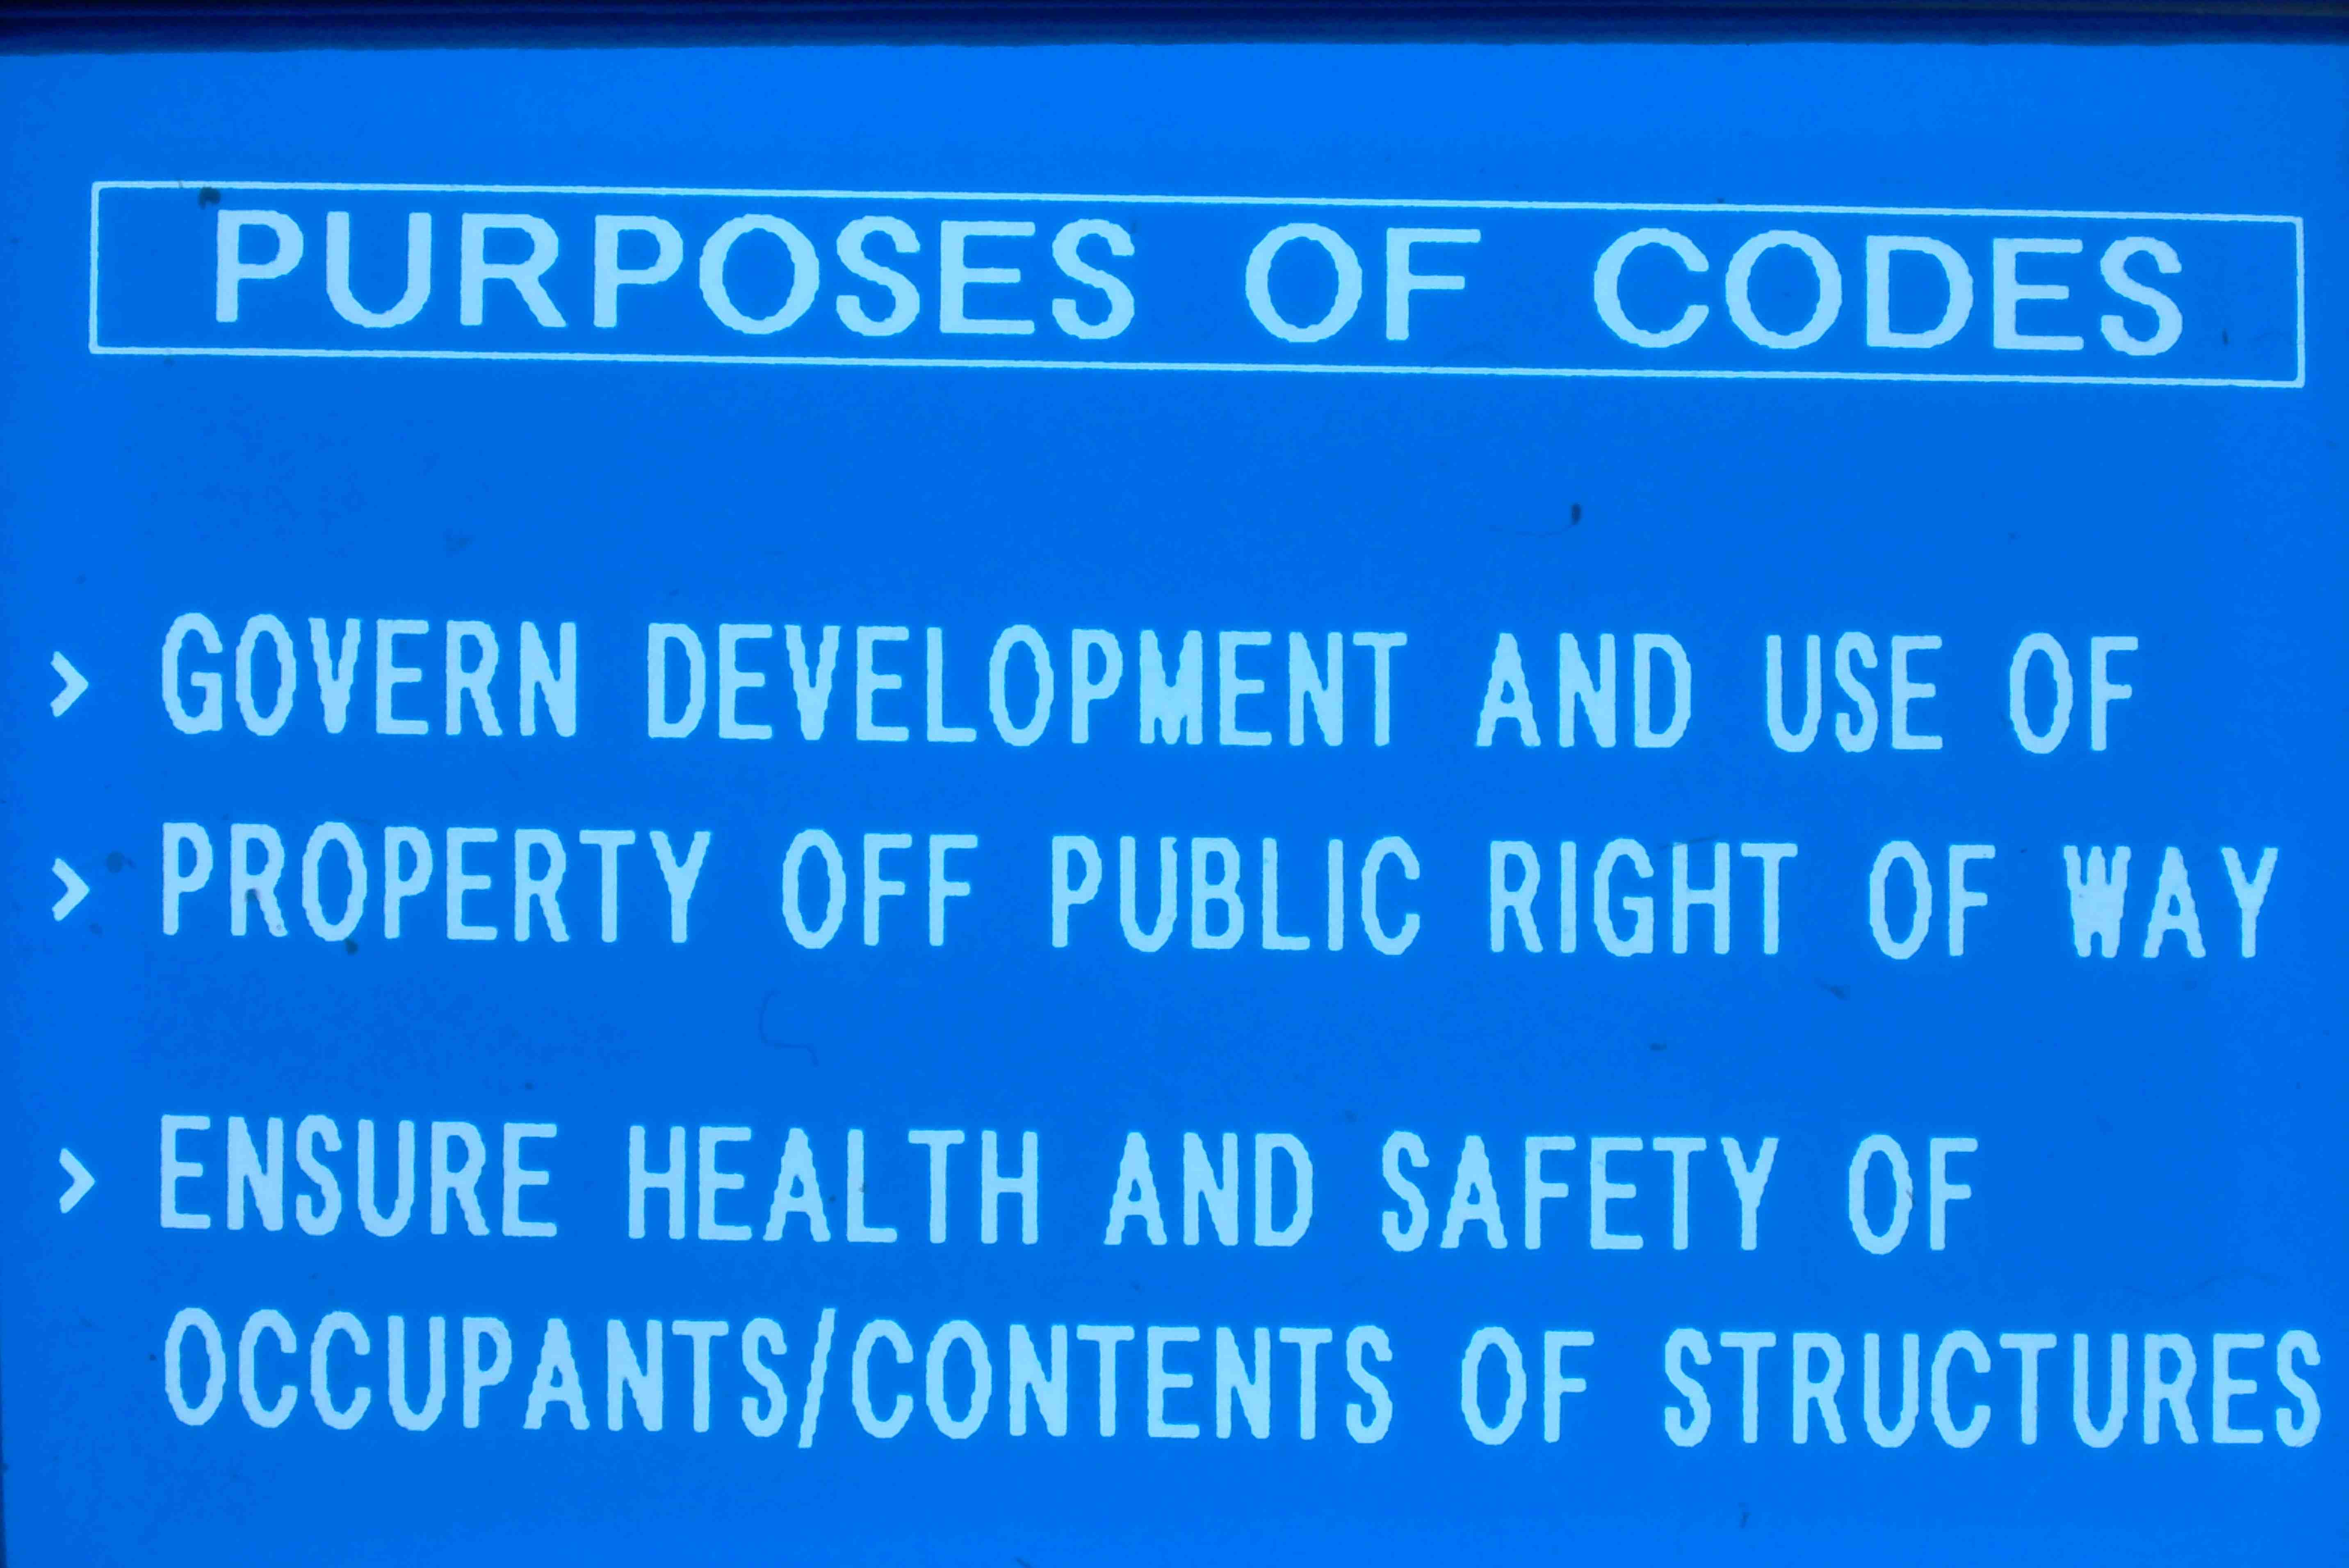 PURPOSES OF CODES
> GOVERN DEVELOPMENT AND USE OF
> PROPERTY OFF PUBLIC RIGHT OF WAY
> ENSURE HEALTH AND SAFETY OF
OCCUPANTS/CONTENTS OF STRUCTURES